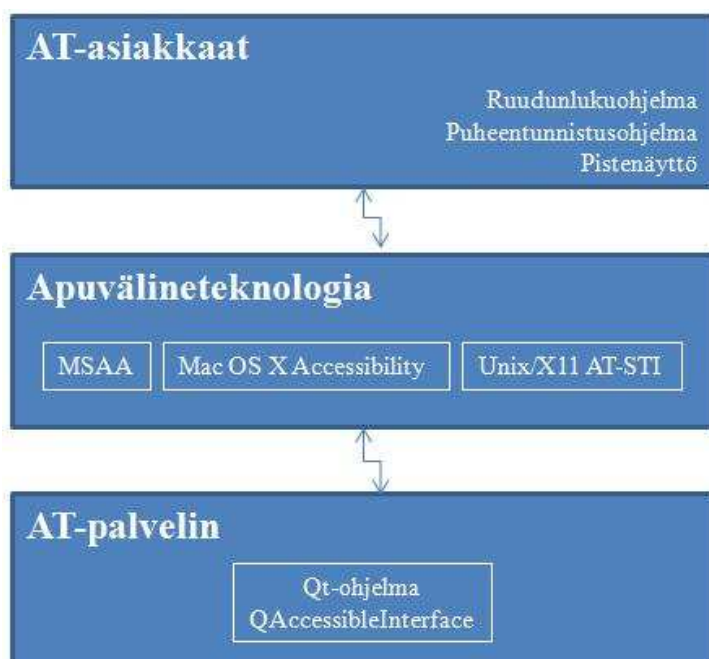 AT-asiakkaat
Ruudunlukuohjelma
Puheentunnistusohjelma
Pistenäyttö
Apuvälineteknologia
MSAA
Mac OS X Accessibility
Unix/X11 AT-STI
AT-palvelin
Qt-ohjelma
QAccessibleInterface